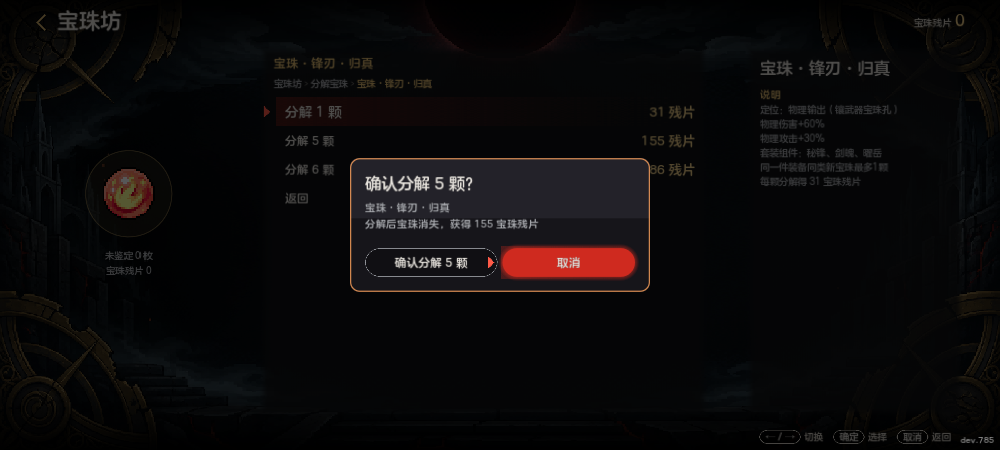 宝珠坊
宝珠残片 0
宝珠·锋刃·归真
宝珠坊·分解宝珠·宝珠·锋刃·归真
分解 1 颗 31 残片
分解 5 颗 155 残片
分解 6 颗 86 残片
返回
未鉴定0枚
宝珠残片 0
确认分解 5 颗?
宝珠·锋刃·归真
分解后宝珠消失，获得 155 宝珠残片
确认分解 5 颗
取消
宝珠·锋刃·归真
说明
定位：物理输出（镶武器宝珠孔）
物理伤害+60%
物理攻击+30%
套装组件：秘锋、剑魂、曜岳
同一件装备同类新宝珠最多1颗
每颗分解得 31 宝珠残片
←/→ 切换 确定 选择 取消 返回
dev.785